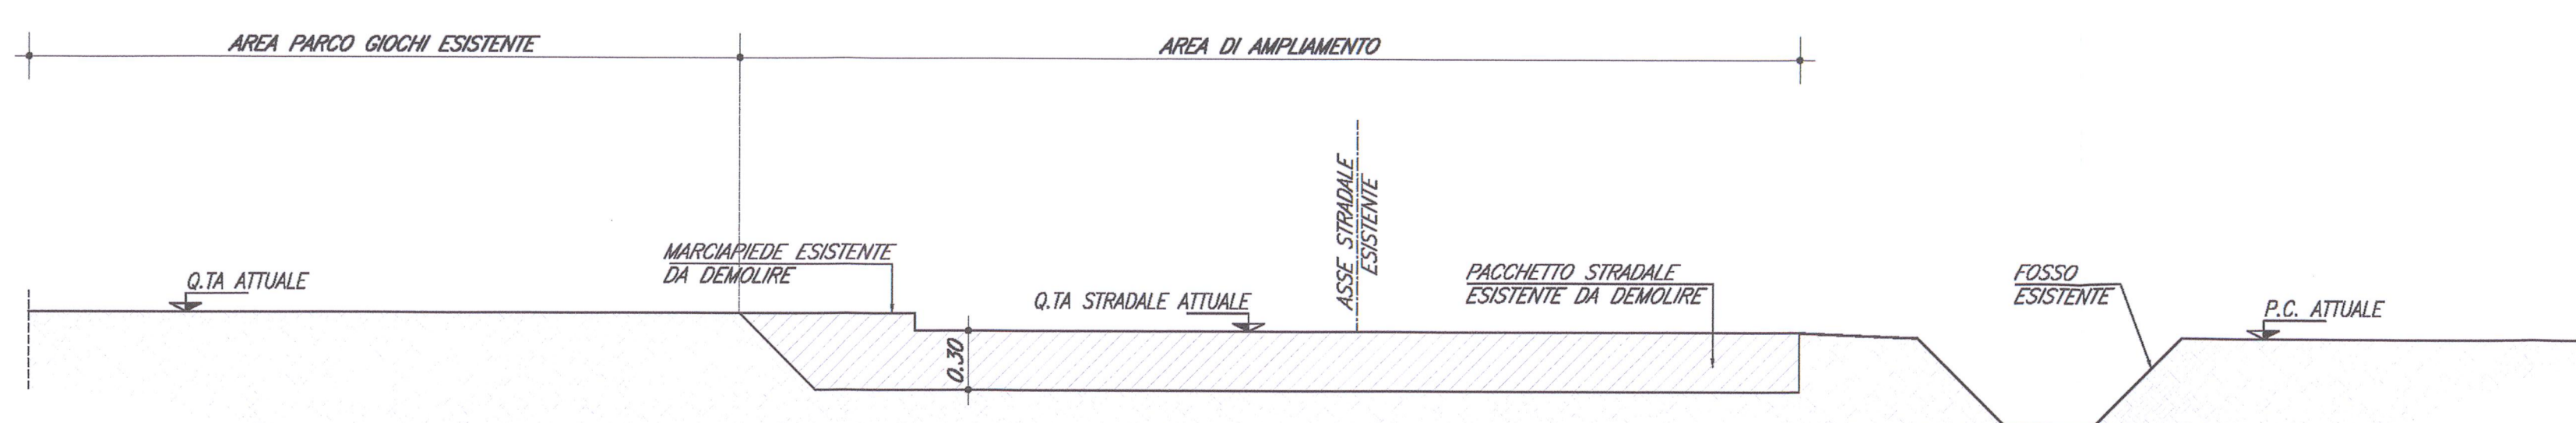 AREA PARCO GIOCHI ESISTENTE
AREA DI AMPLIAMENTO
ASSE STRADALE
ESISTENTE
MARCIAPIEDE ESISTENTE
DA DEMOLIRE
Q.TA ATTUALE
Q.TA STRADALE ATTUALE
PACCHETTO STRADALE
ESISTENTE DA DEMOLIRE
FOSSO
ESISTENTE
P.C. ATTUALE
0.30